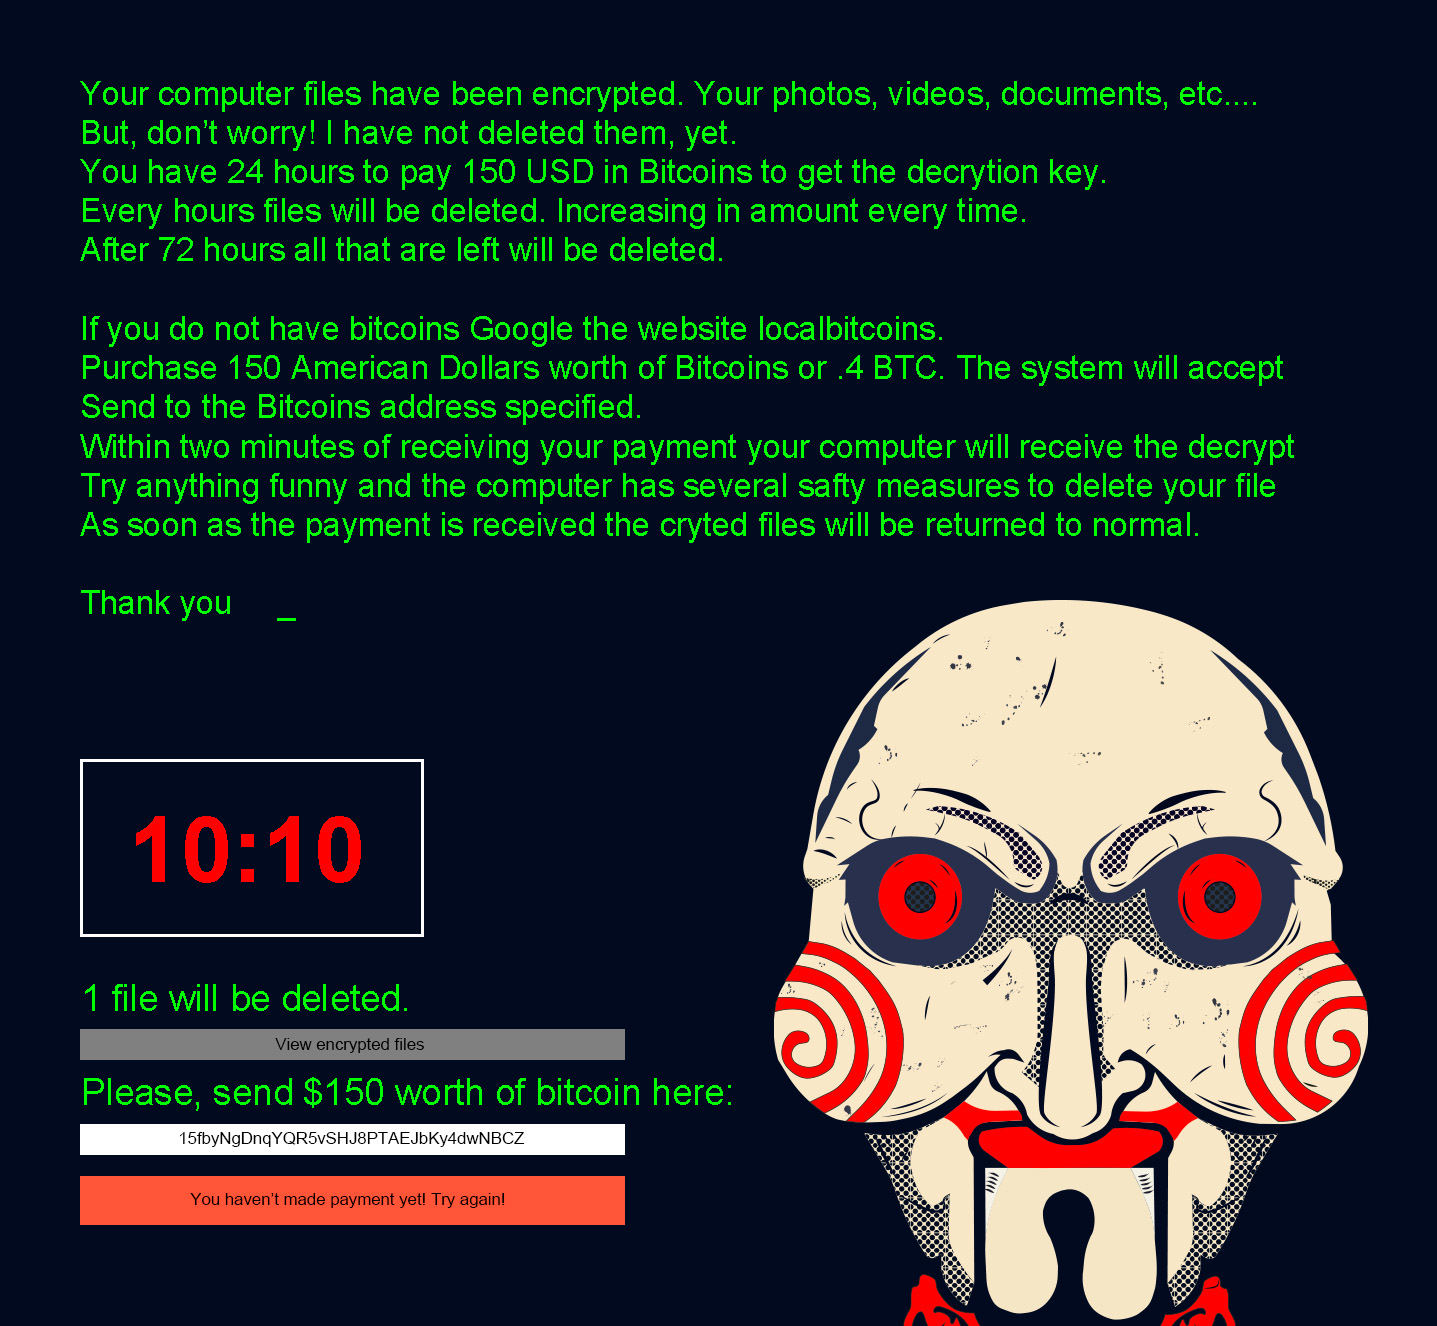 Your computer files have been encrypted. Your photos, videos, documents, etc....
But, don't worry! I have not deleted them, yet.
You have 24 hours to pay 150 USD in Bitcoins to get the decrytion key.
Every hours files will be deleted. Increasing in amount every time.
After 72 hours all that are left will be deleted.
If you do not have bitcoins Google the website localbitcoins.
Purchase 150 American Dollars worth of Bitcoins or .4 BTC. The system will accept
Send to the Bitcoins address specified.
Within two minutes of receiving your payment your computer will receive the decrypt
Try anything funny and the computer has several safty measures to delete your file
As soon as the payment is received the cryted files will be returned to normal.
Thank you _
10:10
1 file will be deleted.
View encrypted files
Please, send $150 worth of bitcoin here:
15fbyNgDnqYQR5vSHJ8PTAEJbKy4dwNBCZ
You haven't made payment yet! Try again!